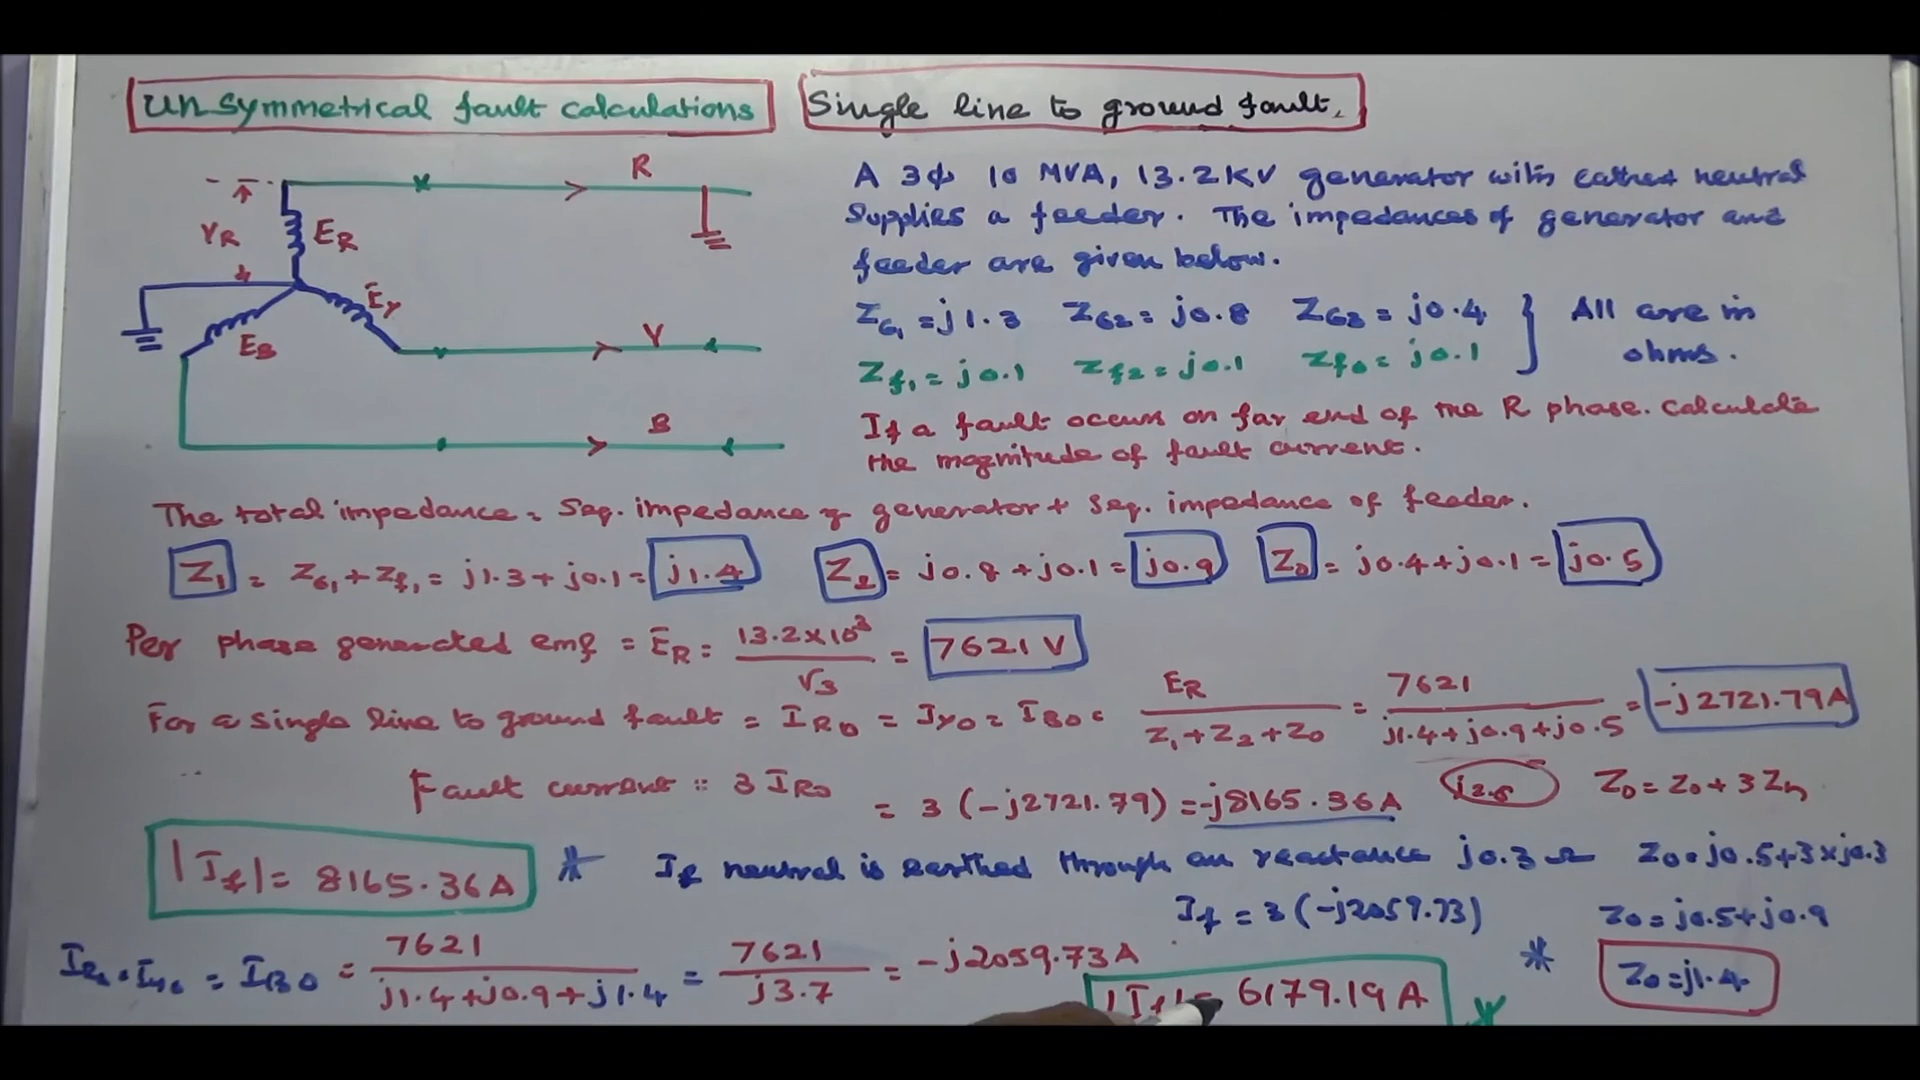 Un Symmetrical fault calculations
Single line to ground fault.
R
VR
ER
EY
EB
Y
B
A 3ϕ 10 MVA, 13.2KV generator with earthed neutral
Supplies a feeder. The impedances of generator and
feeder are given below.
ZG1 = j1.3 ZG2 = j0.8 ZG3 = j0.4 } All are in
ohms.
Zf1 = j0.1 Zf2 = j0.1 Zf0 = j0.1
If a fault occurs on far end of the R phase. Calculate
the magnitude of fault current.
The total impedance = Seq. impedance of generator + Seq. impedance of feeder.
Z1 = ZG1 + Zf1 = j1.3 + j0.1 = j1.4 Z2 = j0.8 + j0.1 = j0.9 Z0 = j0.4 + j0.1 = j0.5
Per phase generated emf = ER = 13.2×10³ / √3 = 7621 V
For a single line to ground fault = IR0 = IY0 = IB0 = ER / Z1+Z2+Z0 = 7621 / j1.4+j0.9+j0.5 = -j2721.79A
Fault current = 3 IR0 = 3 (-j2721.79) = -j8165.36A j2.8 Z0 = Z0 + 3Zn
|If| = 8165.36A
* If neutral is earthed through an reactance j0.3 Ω Z0 = j0.5 + 3×j0.3
If = 3 (-j2059.73) Z0 = j0.5 + j0.9
IR0 = IY0 = IB0 = 7621 / j1.4+j0.9+j1.4 = 7621 / j3.7 = -j2059.73A * Z0 = j1.4
|If| = 6179.19 A